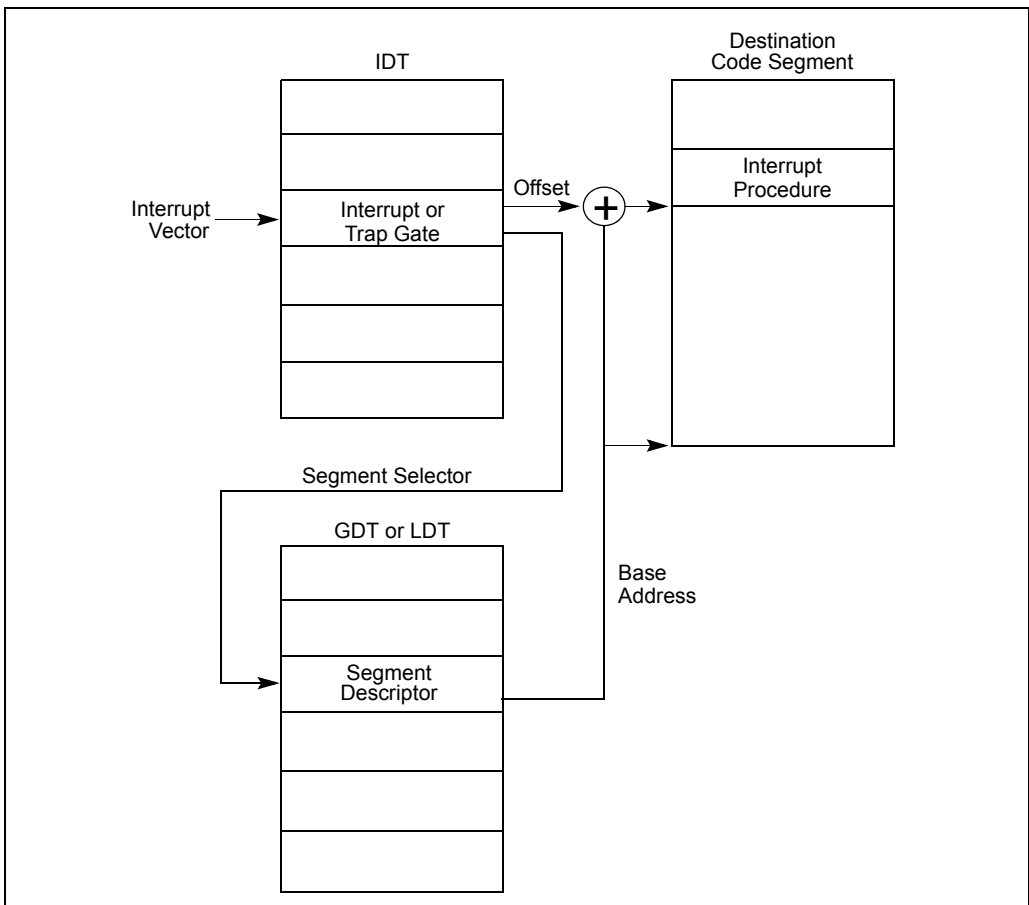 IDT
Destination
Code Segment
Interrupt
Vector
Interrupt or
Trap Gate
Offset
+
Interrupt
Procedure
Segment Selector
GDT or LDT
Segment
Descriptor
Base
Address